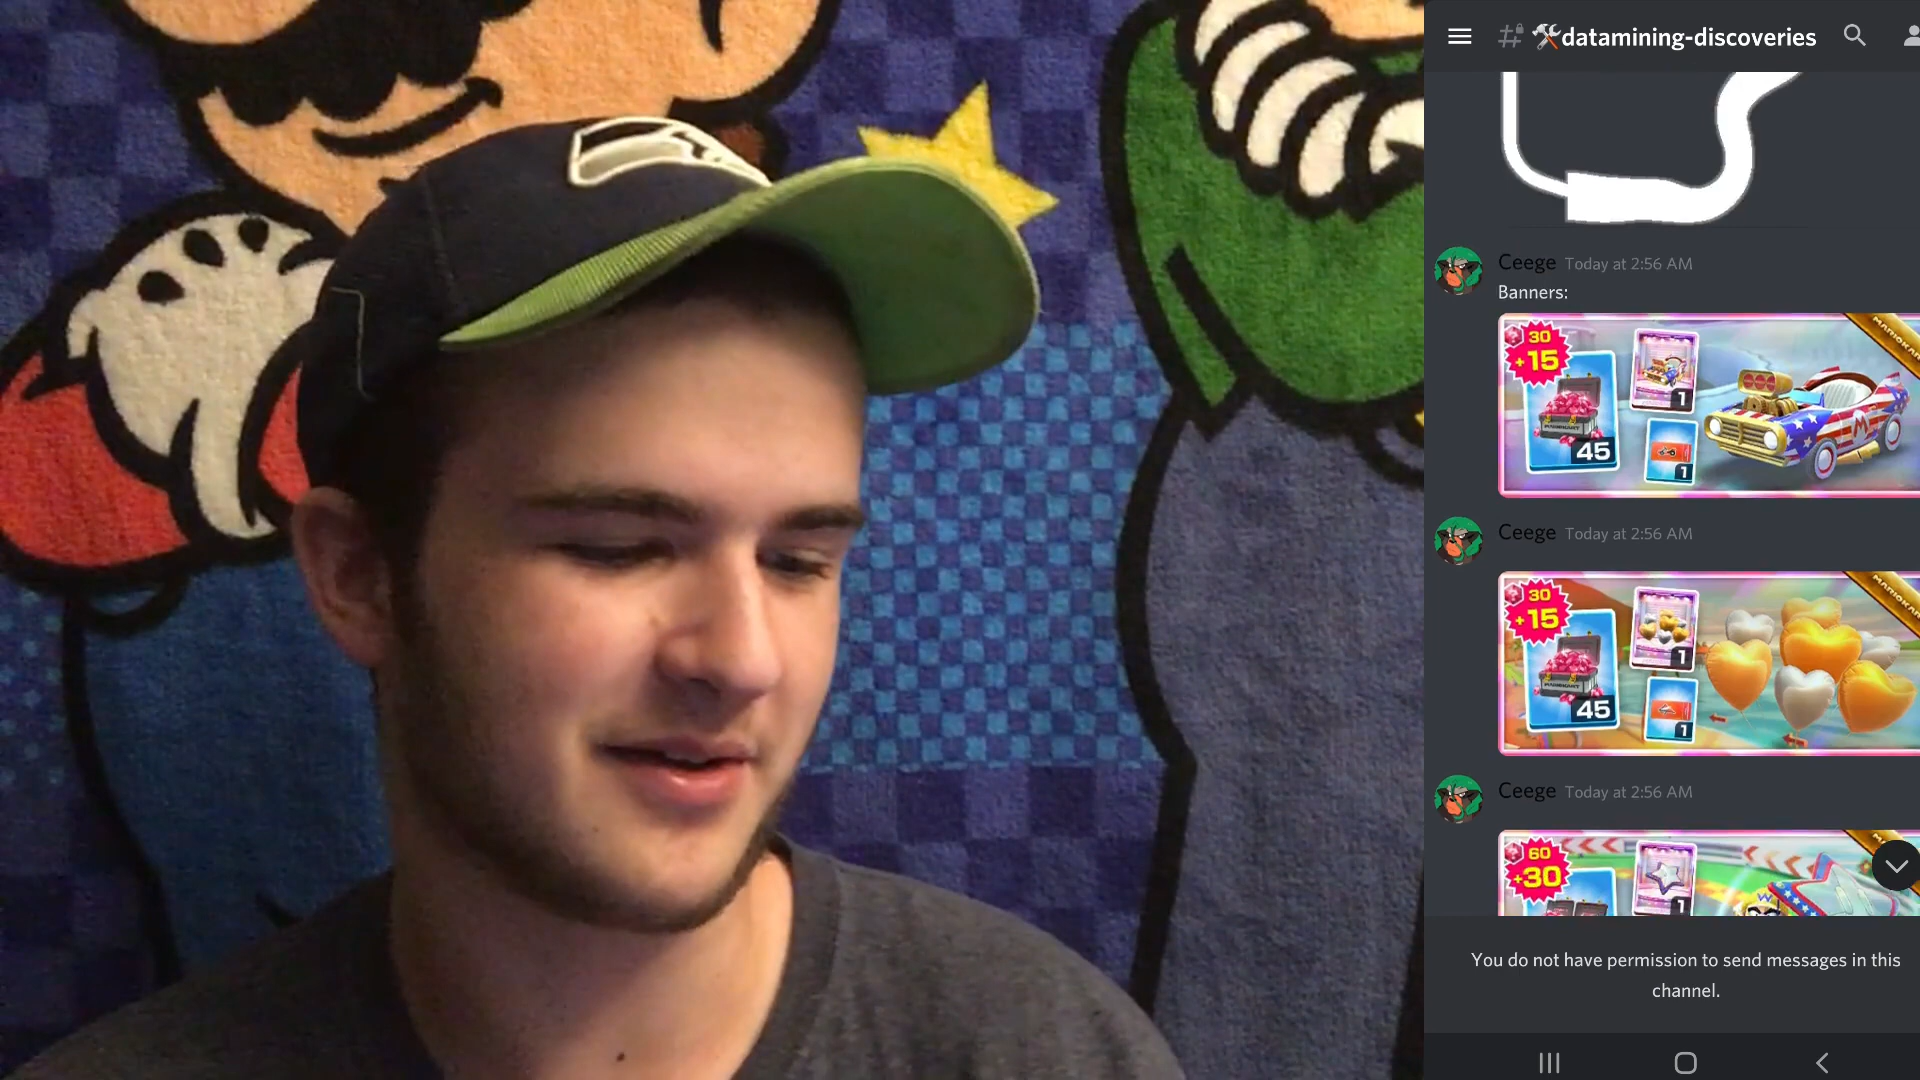 datamining-discoveries
Ceege Today at 2:56 AM
Banners:
30
+15
45
1
1
M
Ceege Today at 2:56 AM
30
+15
45
1
1
Ceege Today at 2:56 AM
60
+30
1
W
You do not have permission to send messages in this
channel.